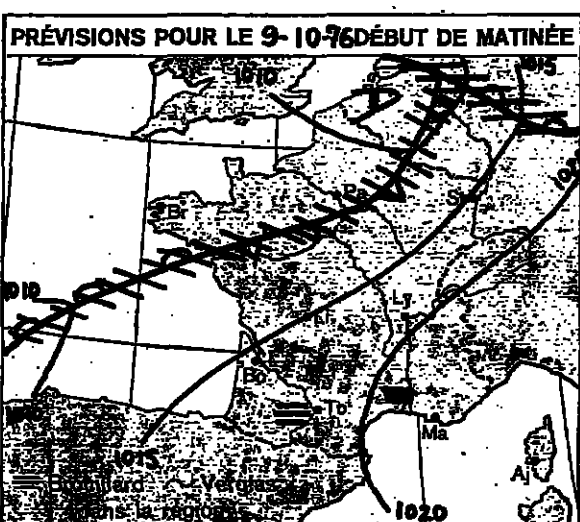 PRÉVISIONS POUR LE 9-10-76 DÉBUT DE MATINÉE
1015
1010
Pa
Br
1010
Ly
Bo
To
Ma
Aj
1015
Brouillard Verglas
dans la région
1020